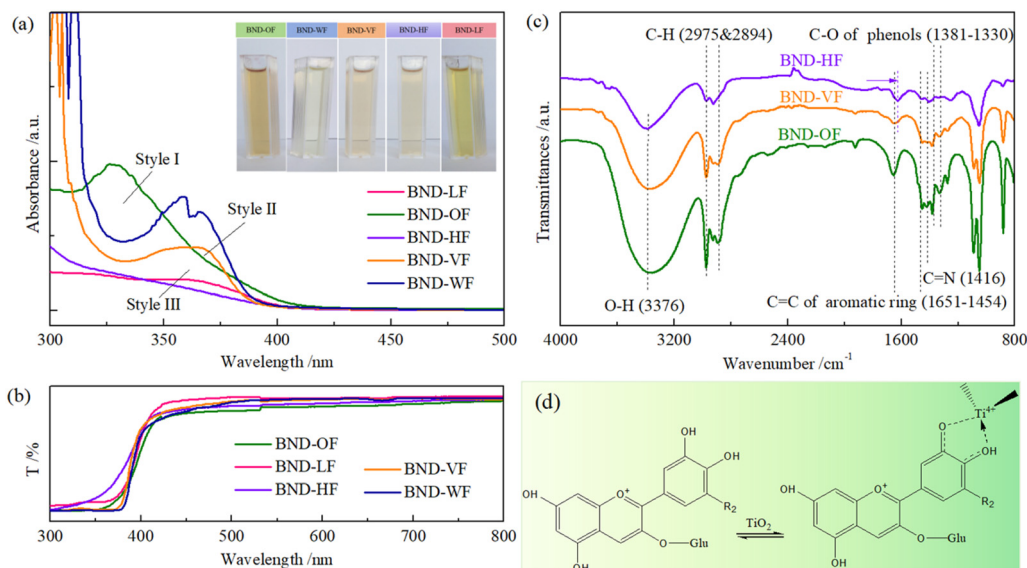 (a)
BND-OF BND-WF BND-VF BND-HF BND-LF
Absorbance /a.u.
Style I
Style II
Style III
BND-LF
BND-OF
BND-HF
BND-VF
BND-WF
300 350 400 450 500
Wavelength /nm
(b)
T /%
BND-OF
BND-LF
BND-HF
BND-VF
BND-WF
300 400 500 600 700 800
Wavelength /nm
(c)
C-H (2975&2894)
C-O of phenols (1381-1330)
BND-HF
BND-VF
BND-OF
Transmittances /a.u.
O-H (3376)
C=N (1416)
C=C of aromatic ring (1651-1454)
4000 3200 2400 1600 800
Wavenumber /cm⁻¹
(d)
OH
OH
HO
R₂
O⁺
O—Glu
OH
TiO₂
Ti⁴⁺
O
OH
R₂
OH
O⁺
O—Glu
OH